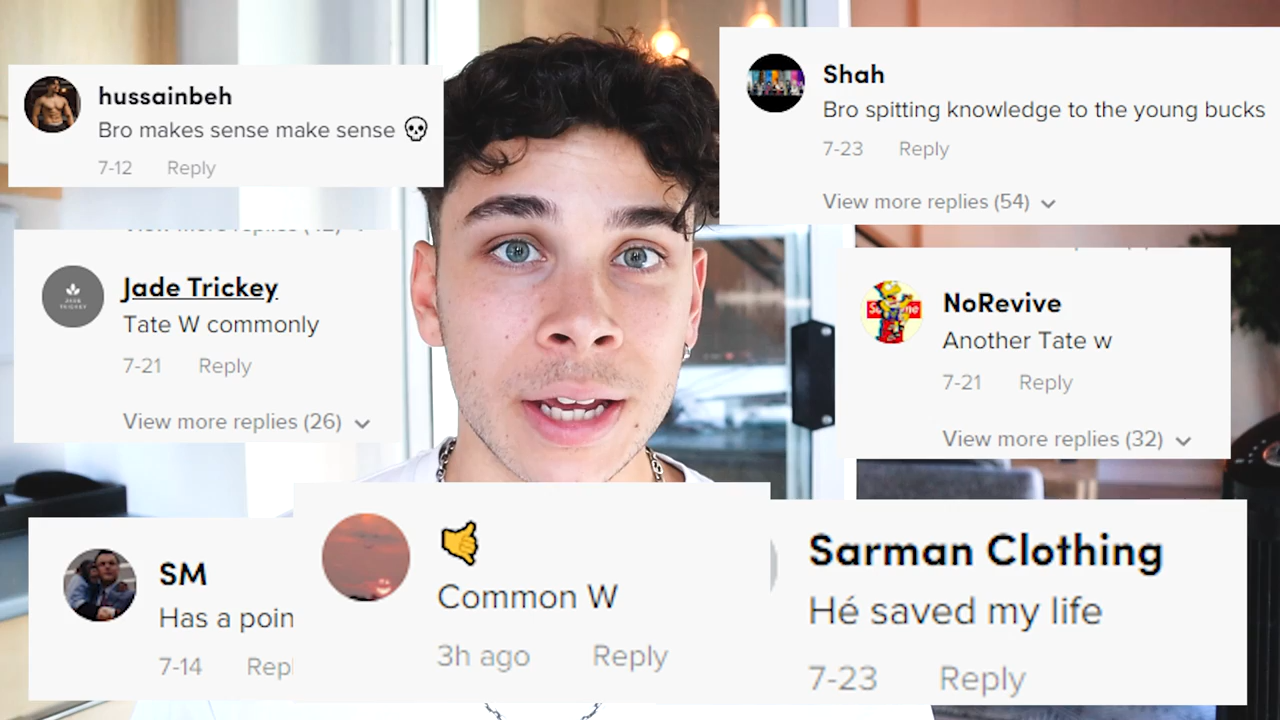 hussainbeh
Bro makes sense make sense 💀
7-12 Reply
Shah
Bro spitting knowledge to the young bucks
7-23 Reply
View more replies (54)
Jade Trickey
Tate W commonly
7-21 Reply
View more replies (26)
NoRevive
Another Tate w
7-21 Reply
View more replies (32)
SM
Has a poin
7-14 Repl
🤙
Common W
3h ago Reply
Sarman Clothing
Hé saved my life
7-23 Reply